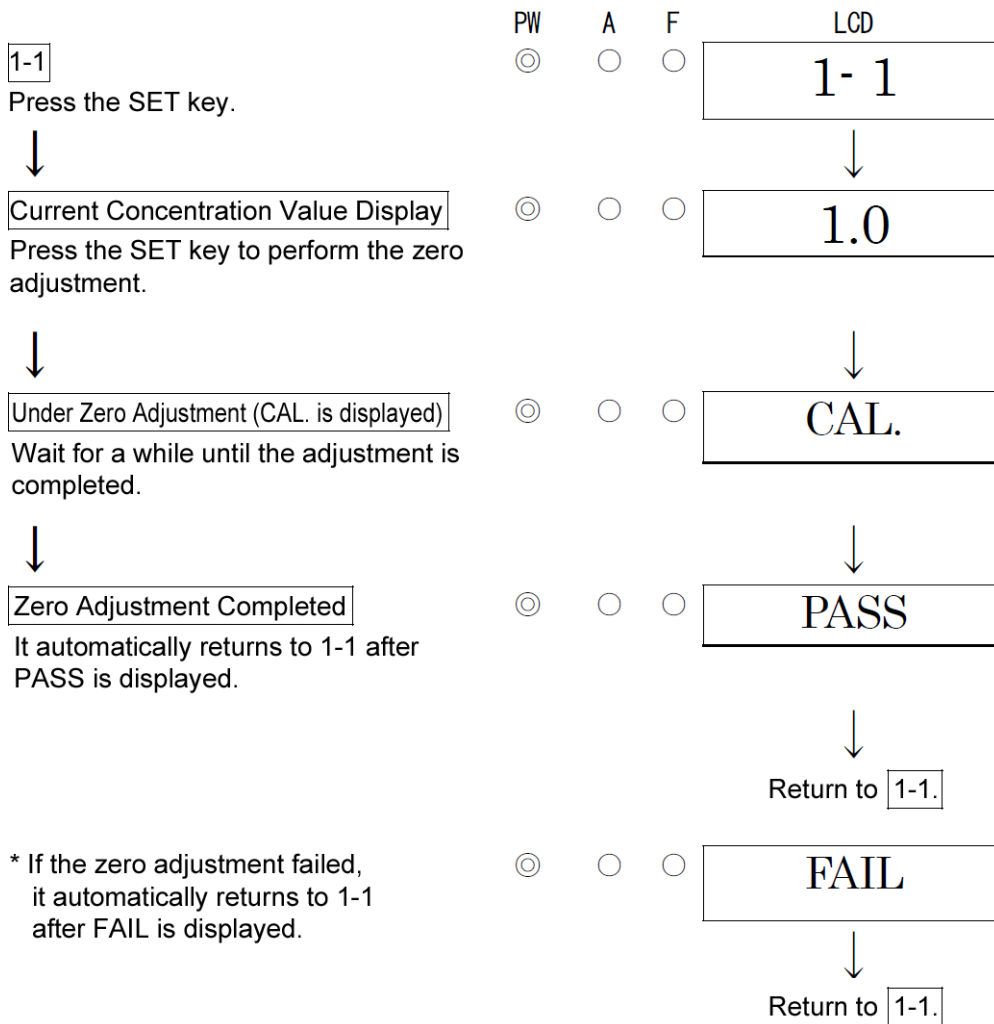 PW A F LCD
1-1
1- 1
Press the SET key.
Current Concentration Value Display
1.0
Press the SET key to perform the zero
adjustment.
Under Zero Adjustment (CAL. is displayed)
CAL.
Wait for a while until the adjustment is
completed.
Zero Adjustment Completed
PASS
It automatically returns to 1-1 after
PASS is displayed.
Return to 1-1.
* If the zero adjustment failed,
it automatically returns to 1-1
after FAIL is displayed.
FAIL
Return to 1-1.